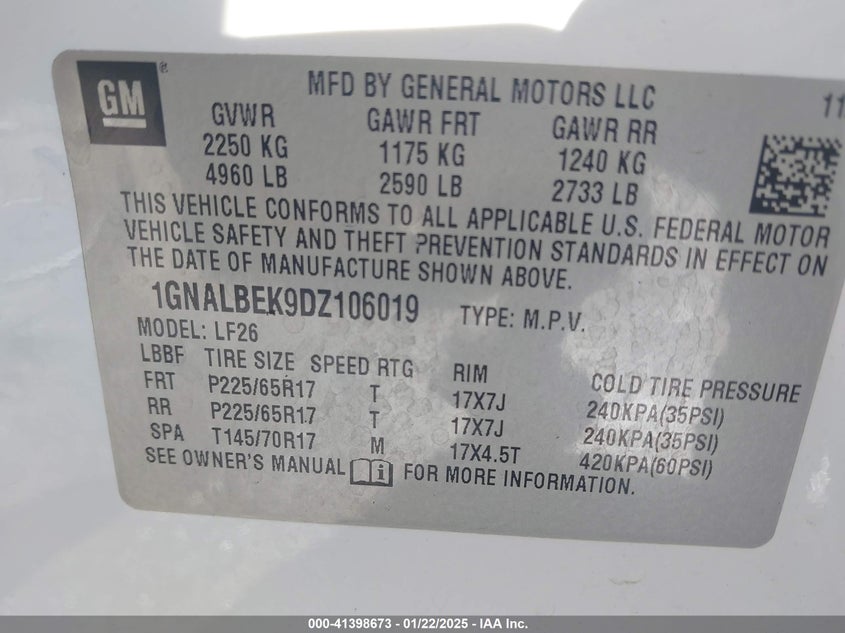 GM ®
MFD BY GENERAL MOTORS LLC 11
GVWR GAWR FRT GAWR RR
2250 KG 1175 KG 1240 KG
4960 LB 2590 LB 2733 LB
THIS VEHICLE CONFORMS TO ALL APPLICABLE U.S. FEDERAL MOTOR
VEHICLE SAFETY AND THEFT PREVENTION STANDARDS IN EFFECT ON
THE DATE OF MANUFACTURE SHOWN ABOVE.
1GNALBEK9DZ106019 TYPE: M.P.V.
MODEL: LF26
LBBF TIRE SIZE SPEED RTG RIM COLD TIRE PRESSURE
FRT P225/65R17 T 17X7J 240KPA(35PSI)
RR P225/65R17 T 17X7J 240KPA(35PSI)
SPA T145/70R17 M 17X4.5T 420KPA(60PSI)
SEE OWNER'S MANUAL i FOR MORE INFORMATION.
000-41398673 — 01/22/2025 — IAA Inc.